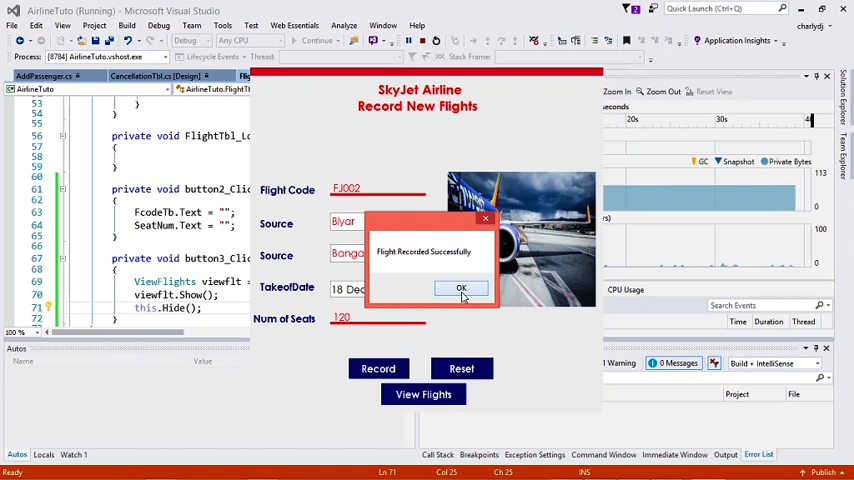 AirlineTuto (Running) - Microsoft Visual Studio
Quick Launch (Ctrl+Q)
File Edit View Project Build Debug Team Tools Test Web Essentials Analyze Window Help
charlydj
Debug Any CPU Continue Application Insights
Process: [8784] AirlineTuto.vshost.exe Lifecycle Events Thread: Stack Frame:
AddPassenger.cs CancellationTbl.cs [Design]
AirlineTuto AirlineTuto.FlightTb
Zoom In Zoom Out Reset View
econds
20s 30s
GC Snapshot Private Bytes
113
0
CPU Usage
Search Events
Time Duration Thread
1 Warning 0 Messages Build + IntelliSense
Project Line
Solution Explorer
Team Explorer
53 }
54 }
55
56 private void FlightTbl_Lo
57 {
58
59 }
60
61 private void button2_Clic
62 {
63 FcodeTb.Text = "";
64 SeatNum.Text = "";
65 }
66
67 private void button3_Clic
68 {
69 ViewFlights viewflt =
70 viewflt.Show();
71 this.Hide();
72 }
100 %
SkyJet Airline
Record New Flights
Flight Code FJ002
Source Biyar
Source Banga
TakeofDate 18 Dec
Num of Seats 120
Flight Recorded Successfully
OK
Record Reset
View Flights
Autos
Name Value
Autos Locals Watch 1
Call Stack Breakpoints Exception Settings Command Window Immediate Window Output Error List
Ready Ln 71 Col 25 Ch 25 INS Publish